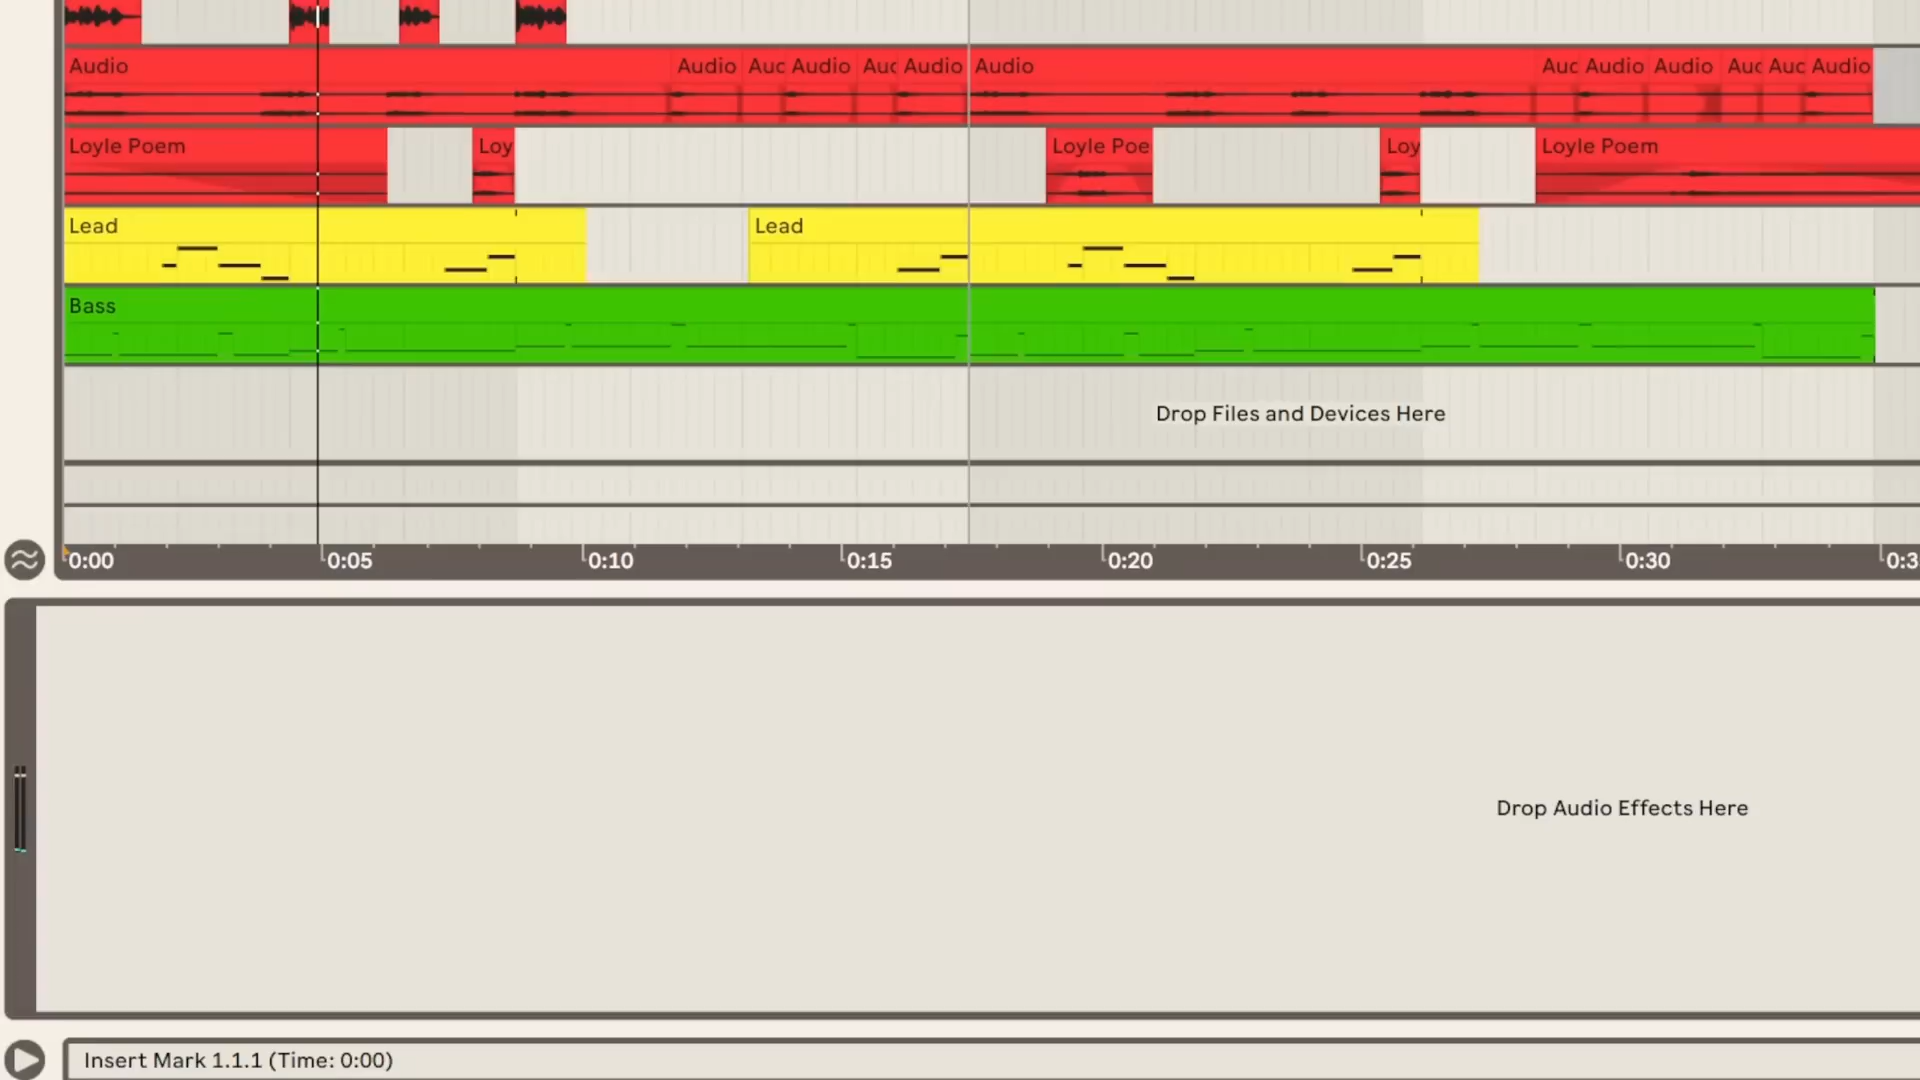 Audio Audio Auc Audio Auc Audio Audio Auc Audio Audio Auc Auc Audio
Loyle Poem Loy Loyle Poe Loy Loyle Poem
Lead Lead
Bass
Drop Files and Devices Here
0:00 0:05 0:10 0:15 0:20 0:25 0:30 0:3
Drop Audio Effects Here
Insert Mark 1.1.1 (Time: 0:00)